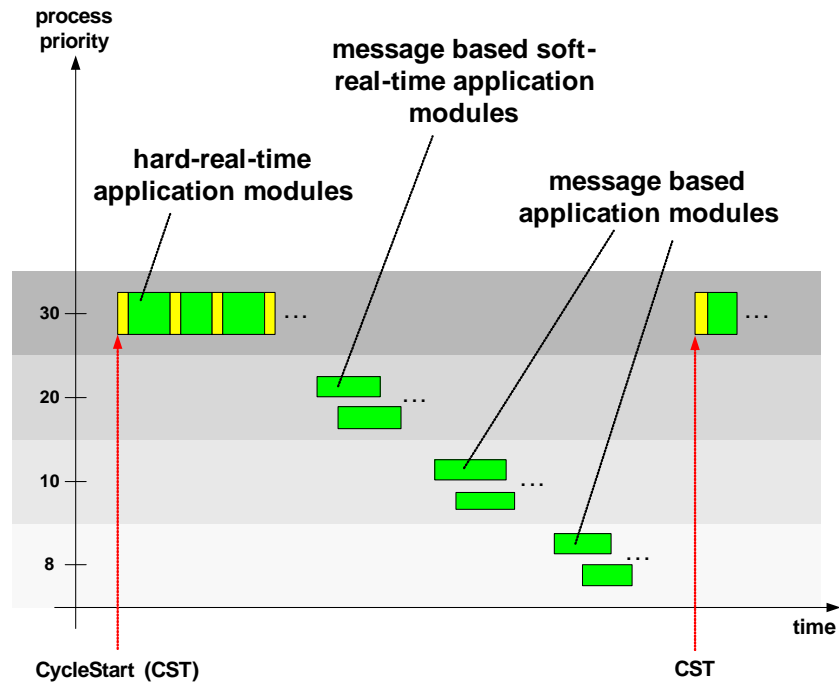 process
priority
message based soft-
real-time application
modules
hard-real-time
application modules
message based
application modules
30
...
...
20
...
10
...
8
...
time
CycleStart (CST)
CST